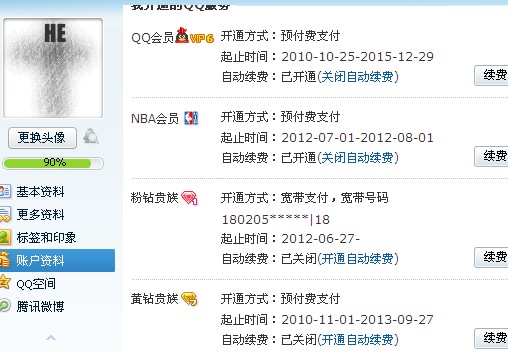 我开通的QQ服务
HE
更换头像
90%
基本资料
更多资料
标签和印象
账户资料
QQ空间
腾讯微博
QQ会员 VIP6
开通方式：预付费支付
起止时间：2010-10-25-2015-12-29
自动续费：已开通(关闭自动续费)
续费
NBA会员
开通方式：预付费支付
起止时间：2012-07-01-2012-08-01
自动续费：已开通(关闭自动续费)
续费
粉钻贵族
开通方式：宽带支付，宽带号码
180205*****|18
起止时间：2012-06-27-
自动续费：已关闭(开通自动续费)
续费
黄钻贵族
开通方式：预付费支付
起止时间：2010-11-01-2013-09-27
自动续费：已关闭(开通自动续费)
续费